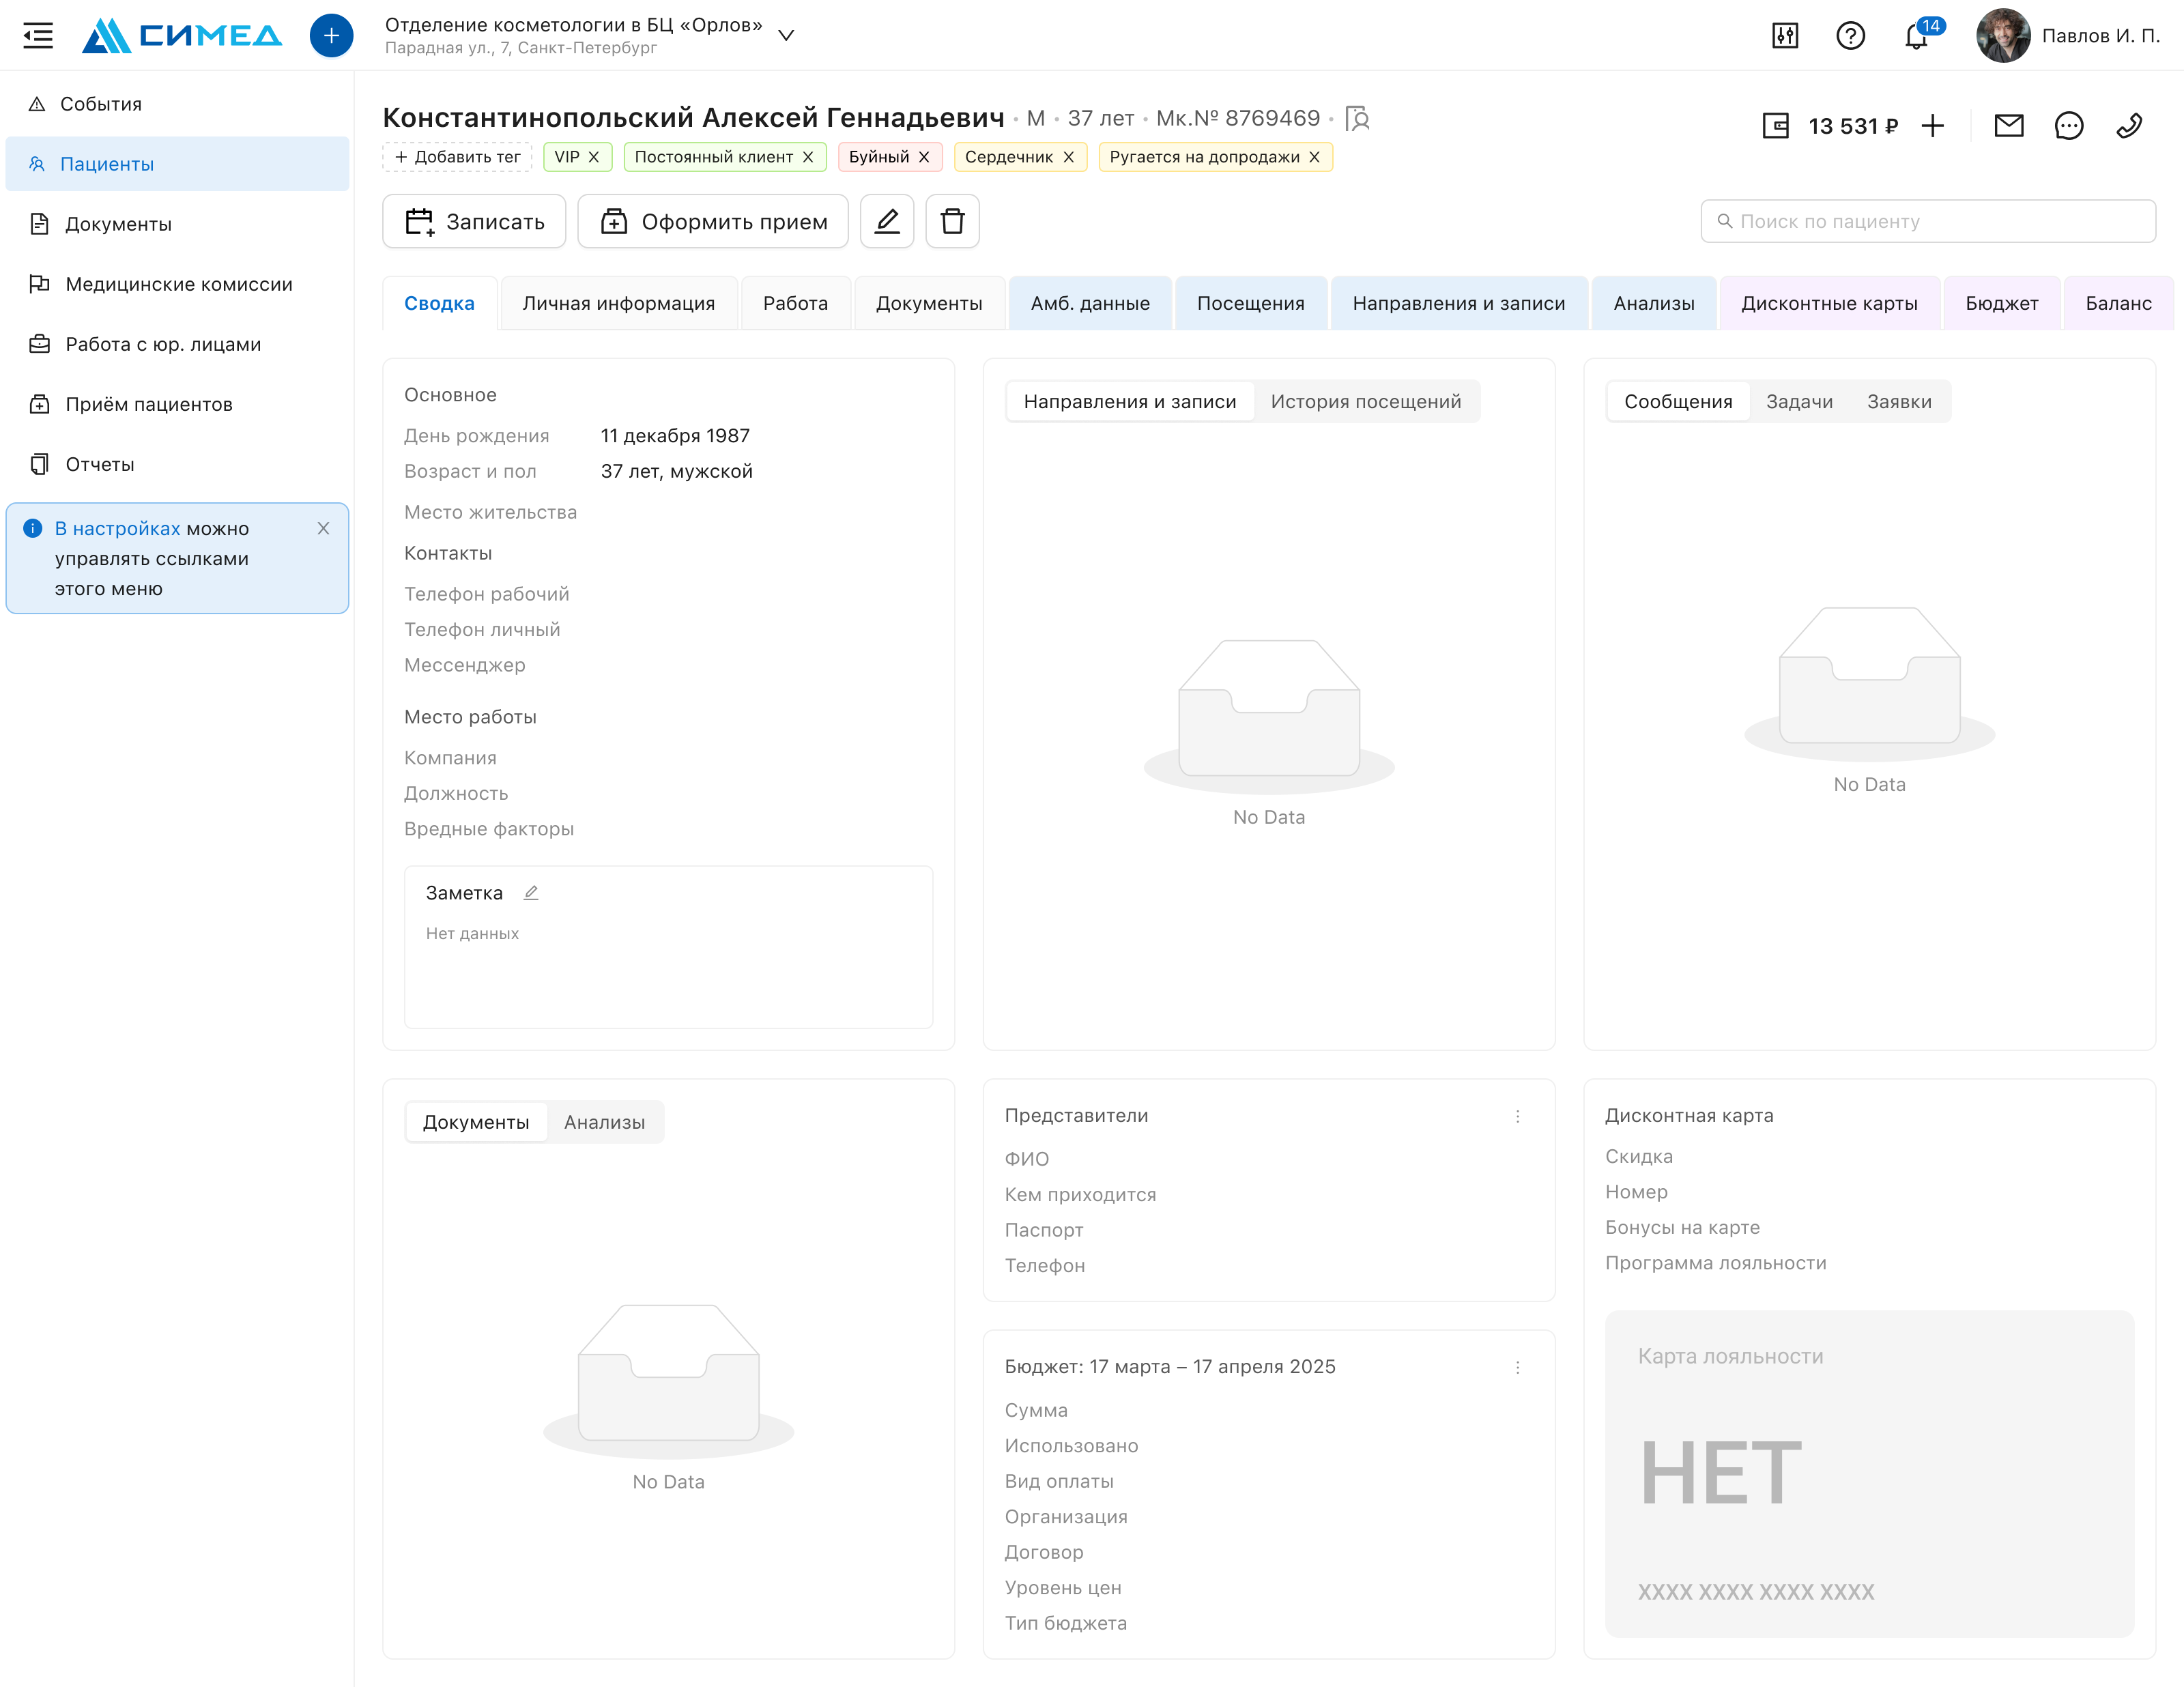 СИМЕД
Отделение косметологии в БЦ «Орлов»
Парадная ул., 7, Санкт-Петербург
14
Павлов И. П.
События
Пациенты
Документы
Медицинские комиссии
Работа с юр. лицами
Приём пациентов
Отчеты
В настройках можно
управлять ссылками
этого меню
Константинопольский Алексей Геннадьевич • М • 37 лет • Мк.№ 8769469 •
13 531 ₽
+ Добавить тег
VIP
Постоянный клиент
Буйный
Сердечник
Ругается на допродажи
Записать
Оформить прием
Поиск по пациенту
Сводка
Личная информация
Работа
Документы
Амб. данные
Посещения
Направления и записи
Анализы
Дисконтные карты
Бюджет
Баланс
Основное
День рождения 11 декабря 1987
Возраст и пол 37 лет, мужской
Место жительства
Контакты
Телефон рабочий
Телефон личный
Мессенджер
Место работы
Компания
Должность
Вредные факторы
Заметка
Нет данных
Направления и записи
История посещений
No Data
Сообщения
Задачи
Заявки
No Data
Документы
Анализы
No Data
Представители
ФИО
Кем приходится
Паспорт
Телефон
Бюджет: 17 марта – 17 апреля 2025
Сумма
Использовано
Вид оплаты
Организация
Договор
Уровень цен
Тип бюджета
Дисконтная карта
Скидка
Номер
Бонусы на карте
Программа лояльности
Карта лояльности
НЕТ
XXXX XXXX XXXX XXXX